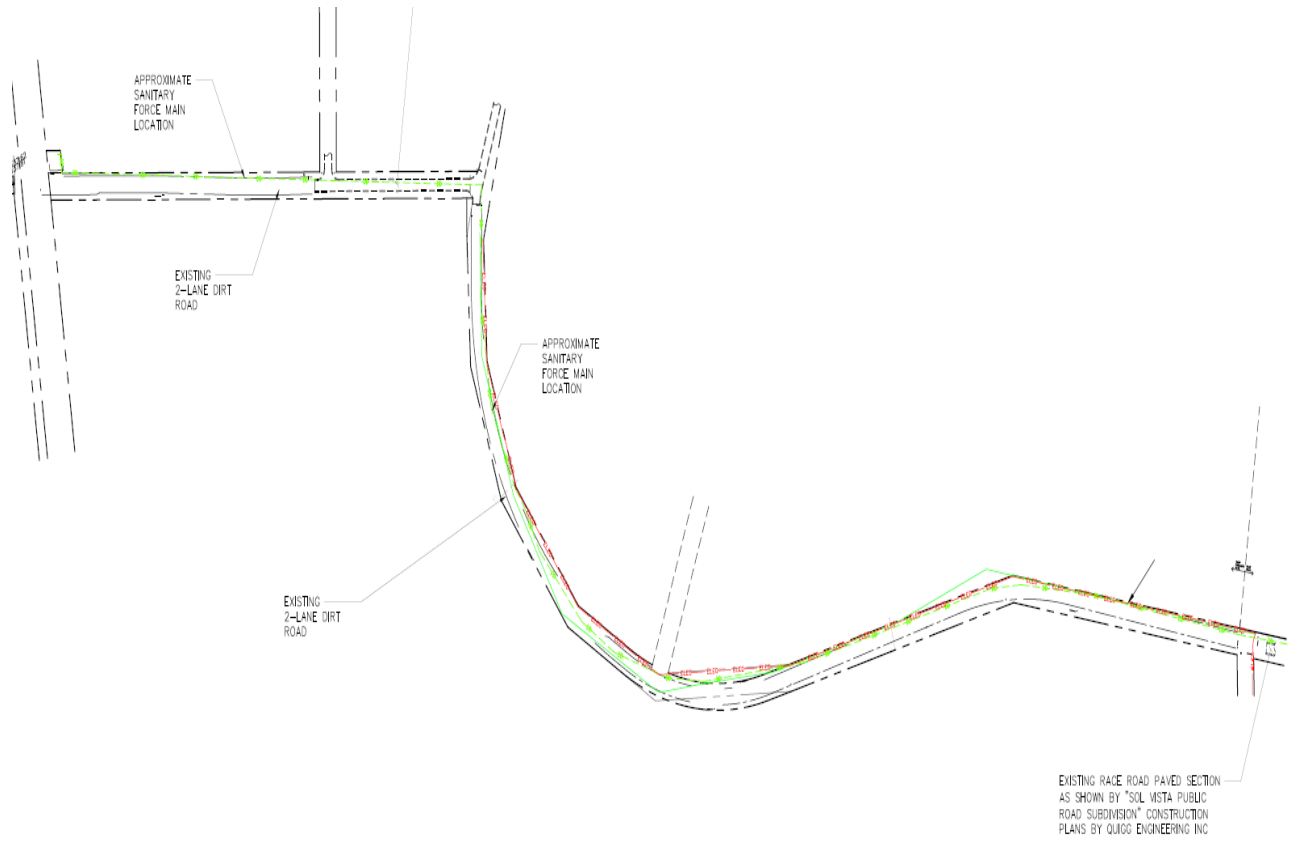 APPROXIMATE
SANITARY
FORCE MAIN
LOCATION
EXISTING
2-LANE DIRT
ROAD
APPROXIMATE
SANITARY
FORCE MAIN
LOCATION
EXISTING
2-LANE DIRT
ROAD
EXISTING RACE ROAD PAVED SECTION
AS SHOWN BY "SOL VISTA PUBLIC
ROAD SUBDIVISION" CONSTRUCTION
PLANS BY QUIGG ENGINEERING INC